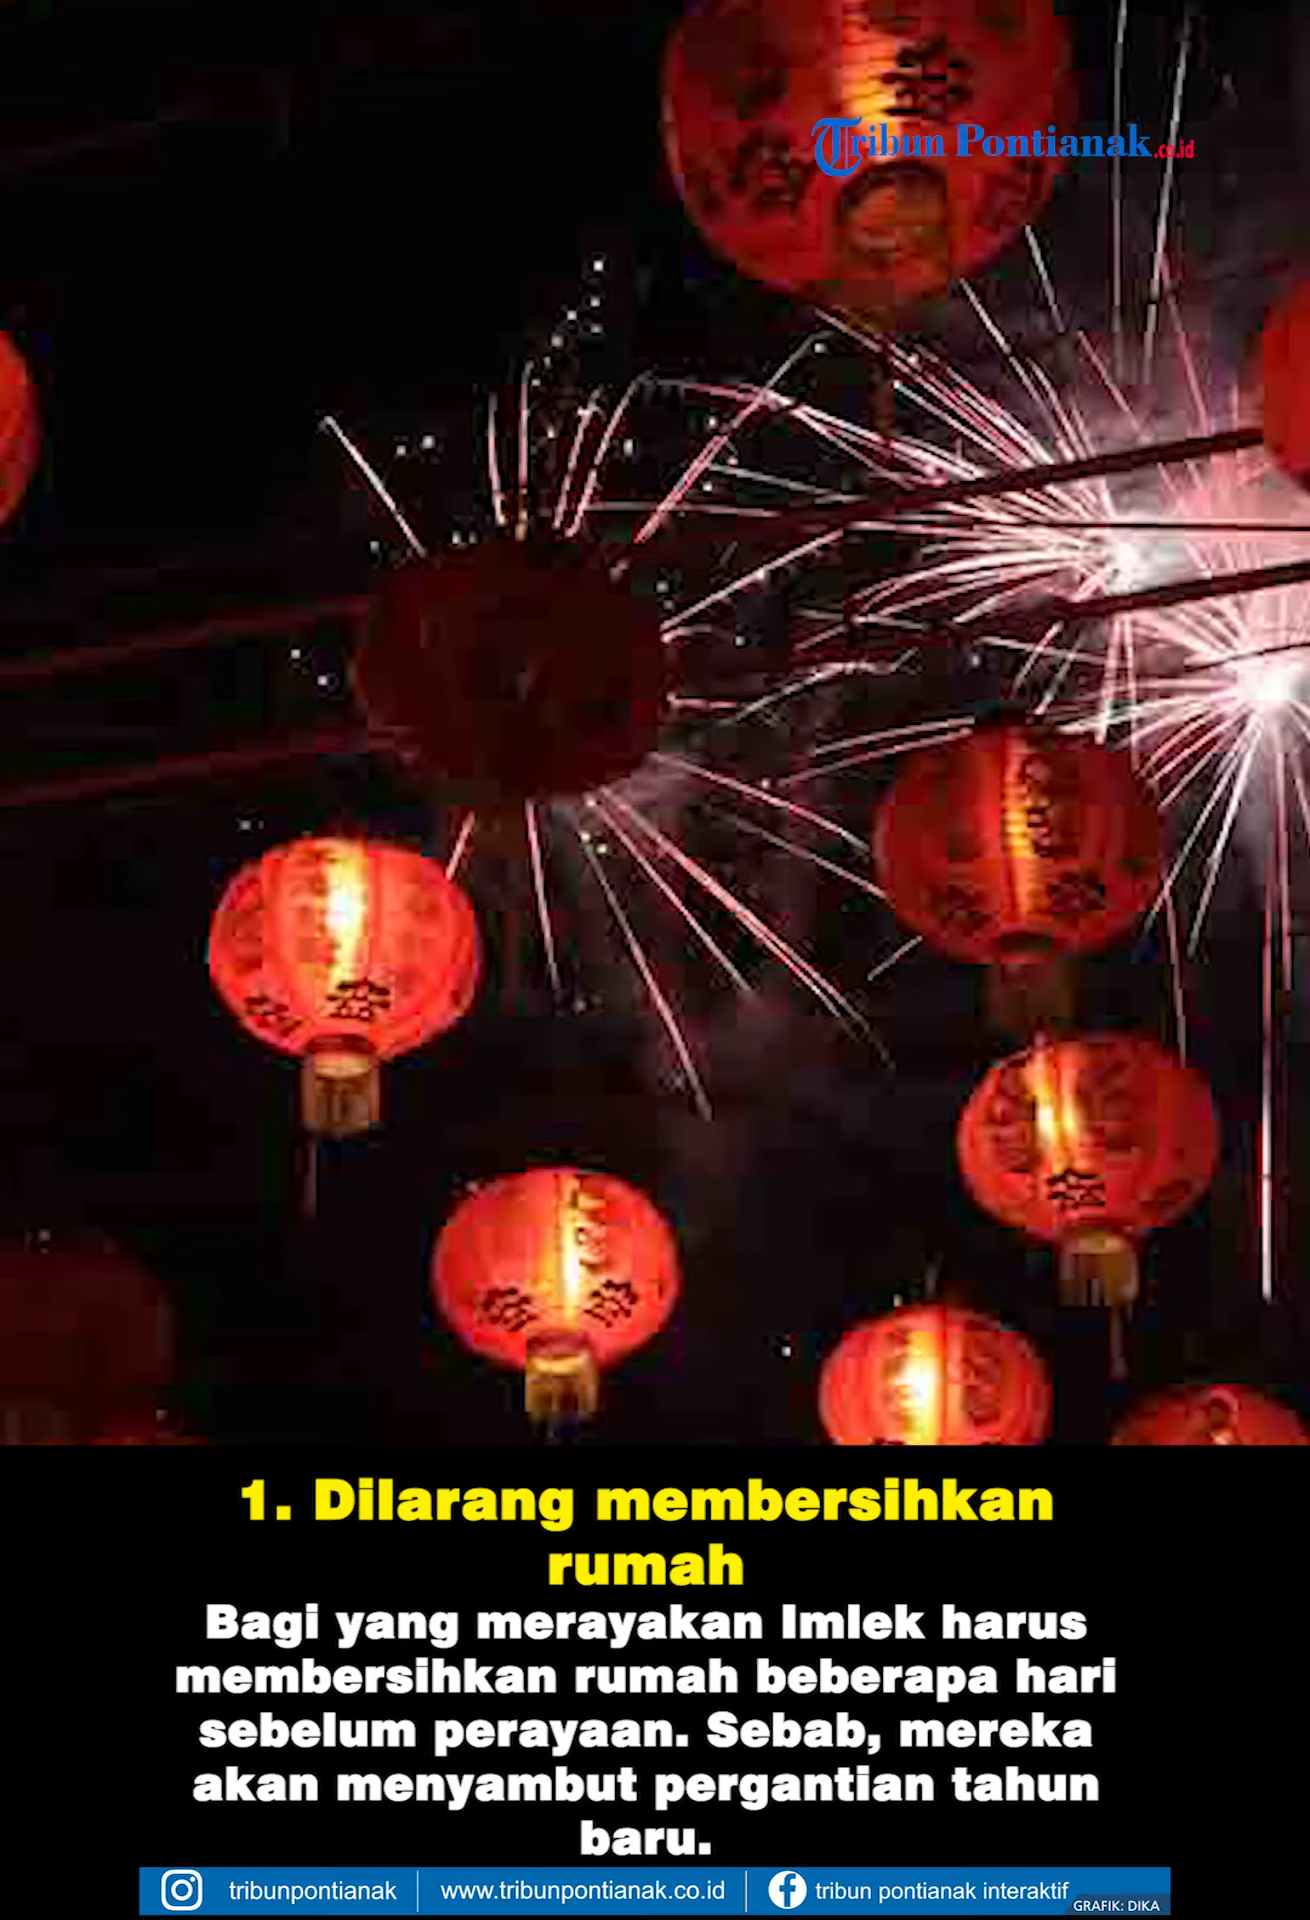 Tribun Pontianak.co.id
1. Dilarang membersihkan
rumah
Bagi yang merayakan Imlek harus
membersihkan rumah beberapa hari
sebelum perayaan. Sebab, mereka
akan menyambut pergantian tahun
baru.
tribunpontianak
www.tribunpontianak.co.id
tribun pontianak interaktif
GRAFIK: DIKA